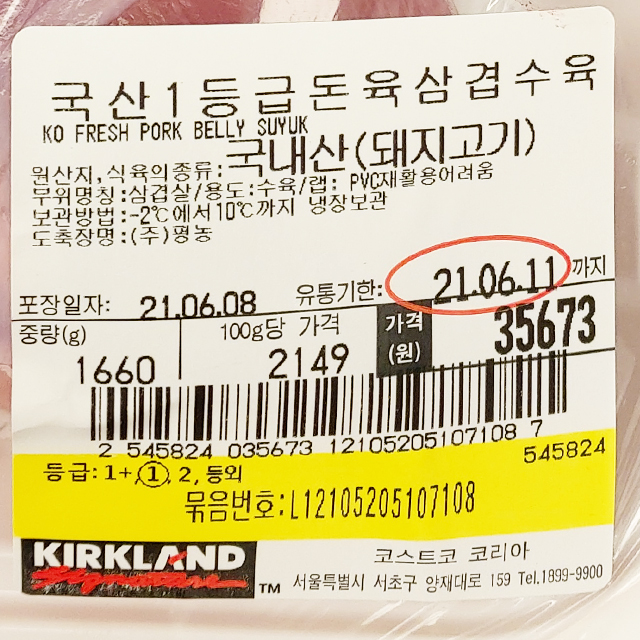 국산1등급돈육삼겹수육
KO FRESH PORK BELLY SUYUK
원산지,식육의종류:국내산(돼지고기)
부위명칭:삼겹살/용도:수육/랩: PVC재활용어려움
보관방법:-2℃에서10℃까지 냉장보관
도축장명:(주)평농
포장일자: 21.06.08 유통기한: 21.06.11 까지
중량(g) 100g당 가격 가격(원) 35673
1660 2149
2 545824 035673 12105205107108 7
545824
등급:1+,1, 2, 등외
묶음번호:L12105205107108
KIRKLAND
Signature ™
코스트코 코리아
서울특별시 서초구 양재대로 159 Tel.1899-9900